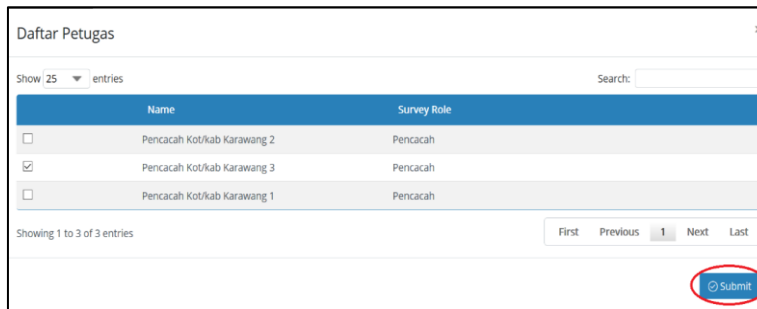 Daftar Petugas
Show 25 entries Search:
Name Survey Role
Pencacah Kot/kab Karawang 2 Pencacah
Pencacah Kot/kab Karawang 3 Pencacah
Pencacah Kot/kab Karawang 1 Pencacah
Showing 1 to 3 of 3 entries First Previous 1 Next Last
Submit